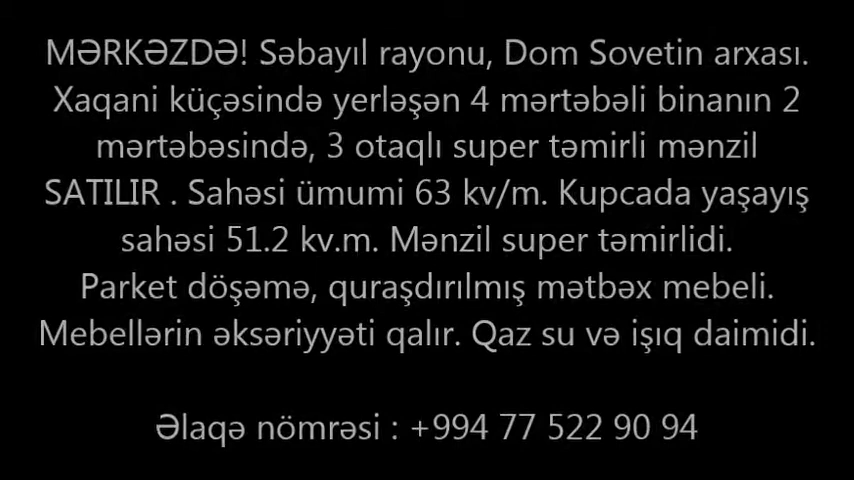 MƏRKƏZDƏ! Səbayıl rayonu, Dom Sovetin arxası.
Xaqani küçəsində yerləşən 4 mərtəbəli binanın 2
mərtəbəsində, 3 otaqlı super təmirli mənzil
SATILIR . Sahəsi ümumi 63 kv/m. Kupcada yaşayış
sahəsi 51.2 kv.m. Mənzil super təmirlidi.
Parket döşəmə, quraşdırılmış mətbəx mebeli.
Mebellərin əksəriyyəti qalır. Qaz su və işıq daimidi.
Əlaqə nömrəsi : +994 77 522 90 94